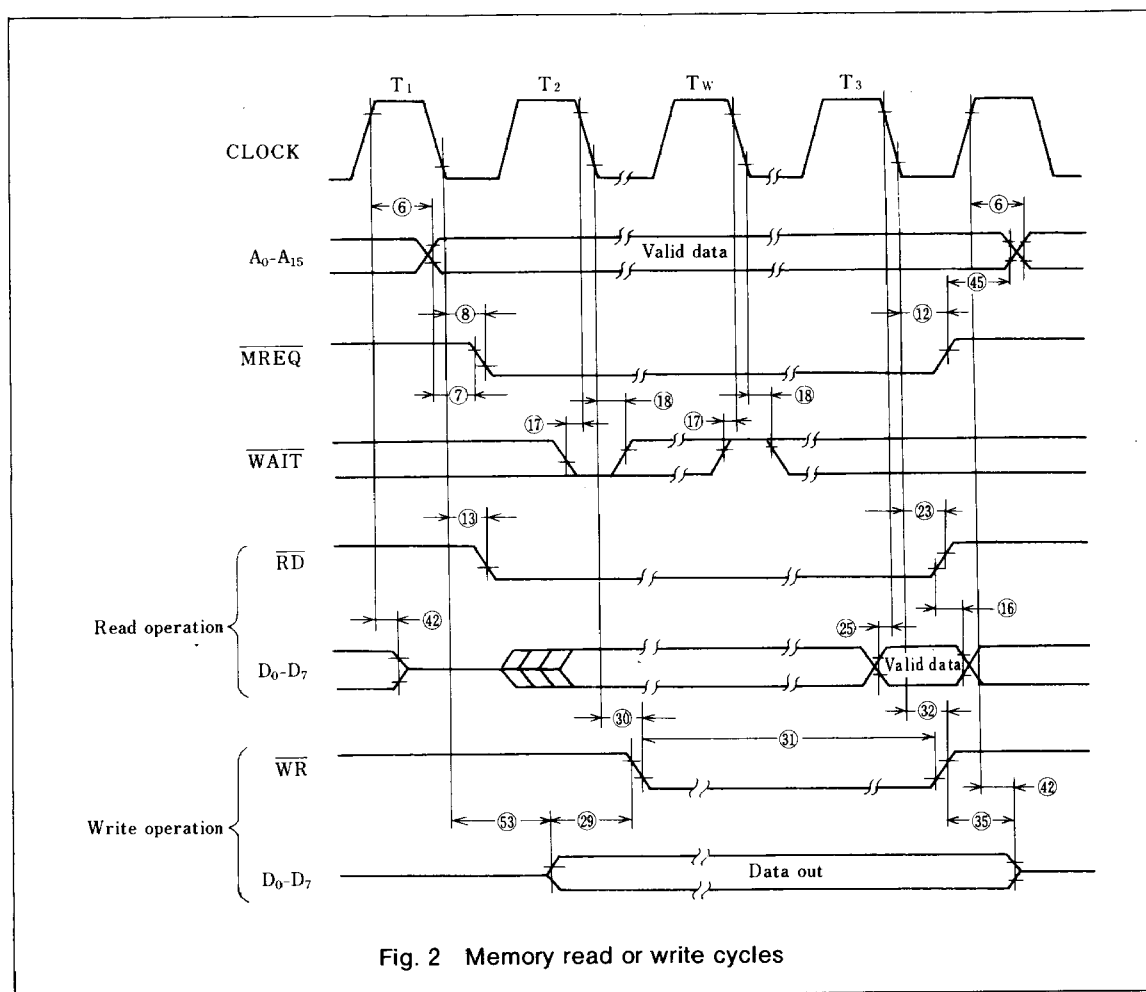 T1 T2 TW T3
CLOCK
⑥ ⑥
A0-A15 Valid data
㊺
⑧ ⑫
MREQ
⑦ ⑱ ⑱
⑰ ⑰
WAIT
⑬ ㉓
RD
Read operation ㊷ ㉕ ⑯
D0-D7 Valid data
㉚ ㉜
㉛
WR
㊷
Write operation 53 ㉙ ㉟
D0-D7 Data out
Fig. 2 Memory read or write cycles